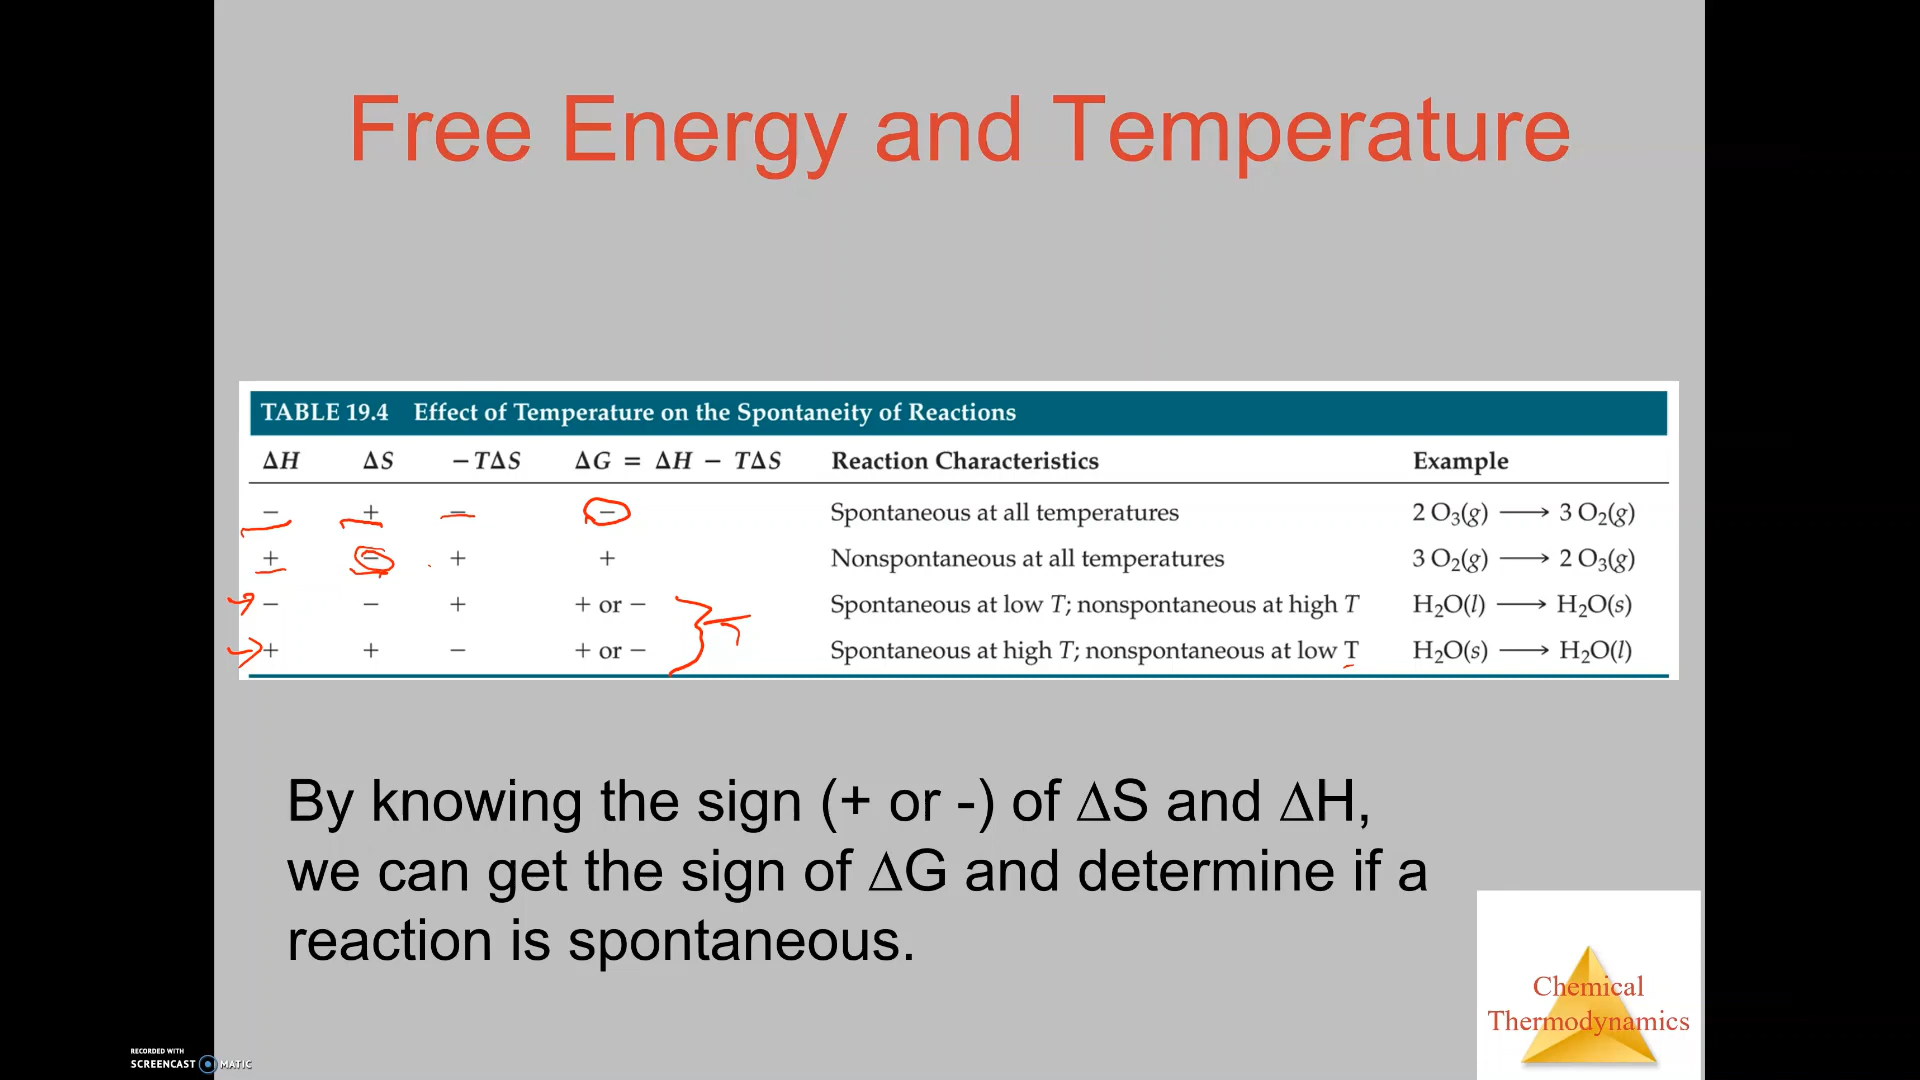 Free Energy and Temperature
TABLE 19.4 Effect of Temperature on the Spontaneity of Reactions
ΔH ΔS −TΔS ΔG = ΔH − TΔS Reaction Characteristics Example
− + − − Spontaneous at all temperatures 2 O₃(g) ⟶ 3 O₂(g)
+ − + + Nonspontaneous at all temperatures 3 O₂(g) ⟶ 2 O₃(g)
− − + + or − Spontaneous at low T; nonspontaneous at high T H₂O(l) ⟶ H₂O(s)
+ + − + or − Spontaneous at high T; nonspontaneous at low T H₂O(s) ⟶ H₂O(l)
By knowing the sign (+ or -) of ΔS and ΔH,
we can get the sign of ΔG and determine if a
reaction is spontaneous.
Chemical
Thermodynamics
RECORDED WITH
SCREENCAST MATIC